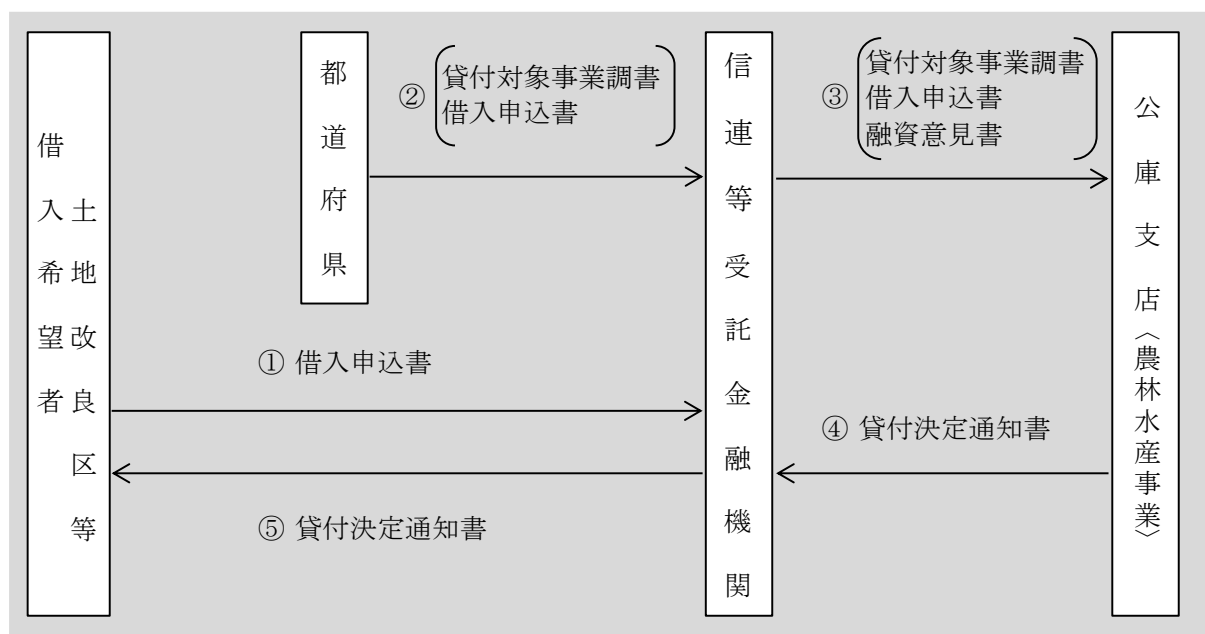 借入希望者
土地改良区等
都道府県
② 貸付対象事業調書
借入申込書
信連等受託金融機関
③ 貸付対象事業調書
借入申込書
融資意見書
公庫支店〈農林水産事業〉
① 借入申込書
④ 貸付決定通知書
⑤ 貸付決定通知書